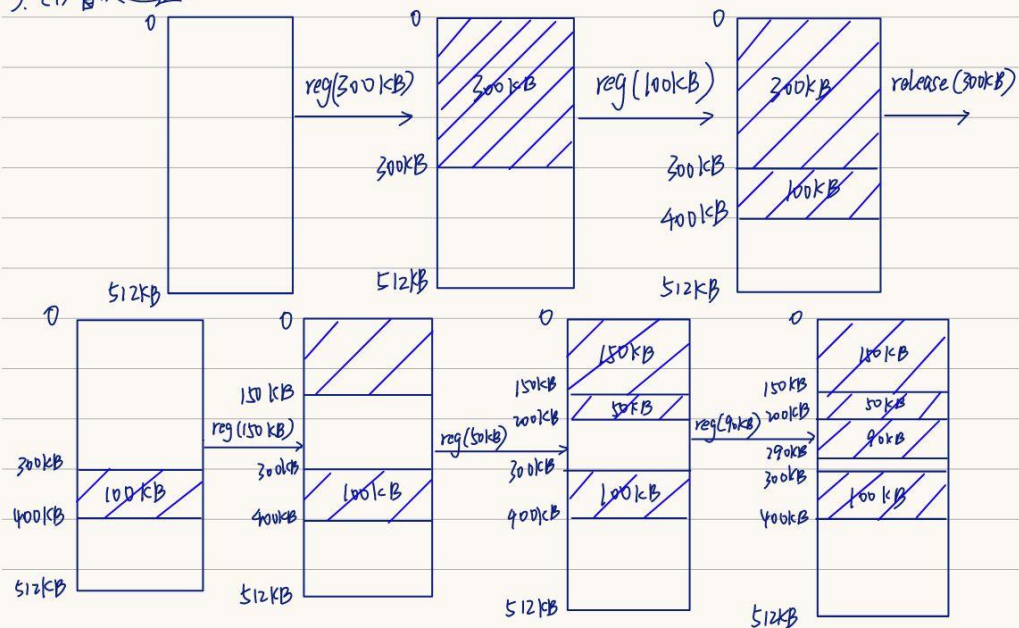 0
0
0
reg(300KB)
300KB
reg(100KB)
300KB
release(300KB)
300KB
300KB
100KB
400KB
512KB
512KB
512KB
0
0
0
0
150KB
150KB
150KB
150KB
150KB
50KB
200KB
50KB
200KB
reg(150KB)
reg(50KB)
reg(90KB)
90KB
290KB
300KB
300KB
300KB
300KB
100KB
100KB
100KB
100KB
400KB
400KB
400KB
400KB
512KB
512KB
512KB
512KB